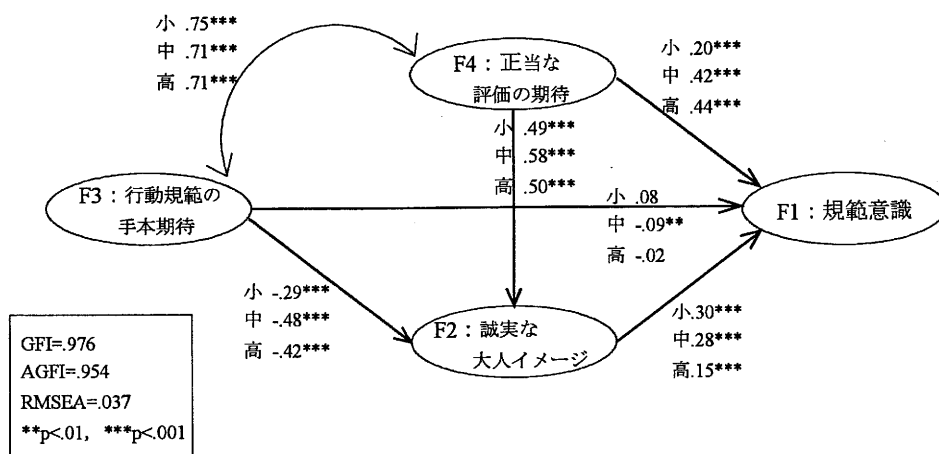 小 .75***
中 .71***
高 .71***
F4：正当な
評価の期待
小 .20***
中 .42***
高 .44***
小 .49***
中 .58***
高 .50***
F3：行動規範の
手本期待
小 .08
中 -.09**
高 -.02
F1：規範意識
小 -.29***
中 -.48***
高 -.42***
F2：誠実な
大人イメージ
小.30***
中.28***
高.15***
GFI=.976
AGFI=.954
RMSEA=.037
**p<.01, ***p<.001